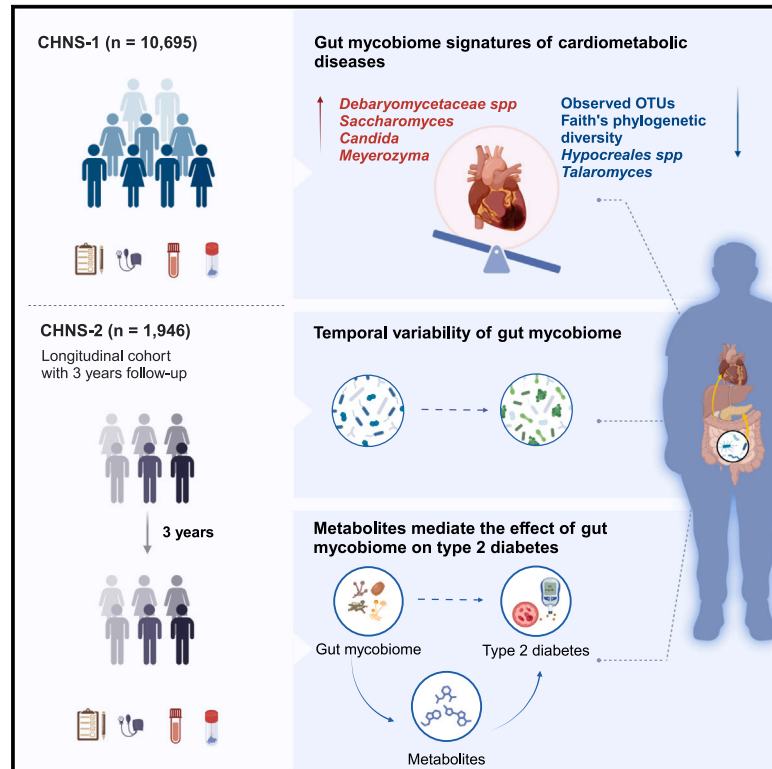 CHNS-1 (n = 10,695)
Gut mycobiome signatures of cardiometabolic
diseases
Debaryomycetaceae spp
Saccharomyces
Candida
Meyerozyma
Observed OTUs
Faith's phylogenetic
diversity
Hypocreales spp
Talaromyces
CHNS-2 (n = 1,946)
Longitudinal cohort
with 3 years follow-up
3 years
Temporal variability of gut mycobiome
Metabolites mediate the effect of gut
mycobiome on type 2 diabetes
Gut mycobiome
Type 2 diabetes
Metabolites